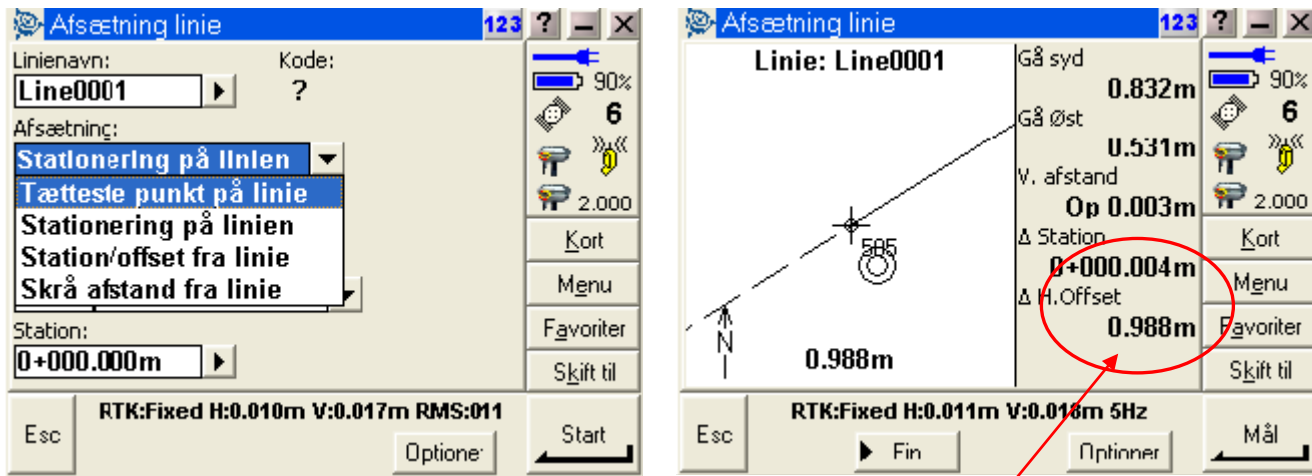 Afsætning linie 123 ? – X
Linienavn: Kode:
Line0001 ?
Afsætning:
Stationering på linien
Tætteste punkt på linie
Stationering på linien
Station/offset fra linie
Skrå afstand fra linie
Station:
0+000.000m
90%
6
2.000
Kort
Menu
Favoriter
Skift til
Esc
RTK:Fixed H:0.010m V:0.017m RMS:011
Optioner
Start
Afsætning linie 123 ? – X
Linie: Line0001
505
N
0.988m
Gå syd
0.832m
Gå Øst
0.531m
V. afstand
Op 0.003m
Δ Station
0+000.004m
Δ H.Offset
0.988m
90%
6
2.000
Kort
Menu
Favoriter
Skift til
Esc
RTK:Fixed H:0.011m V:0.018m 5Hz
Fin
Optioner
Mål